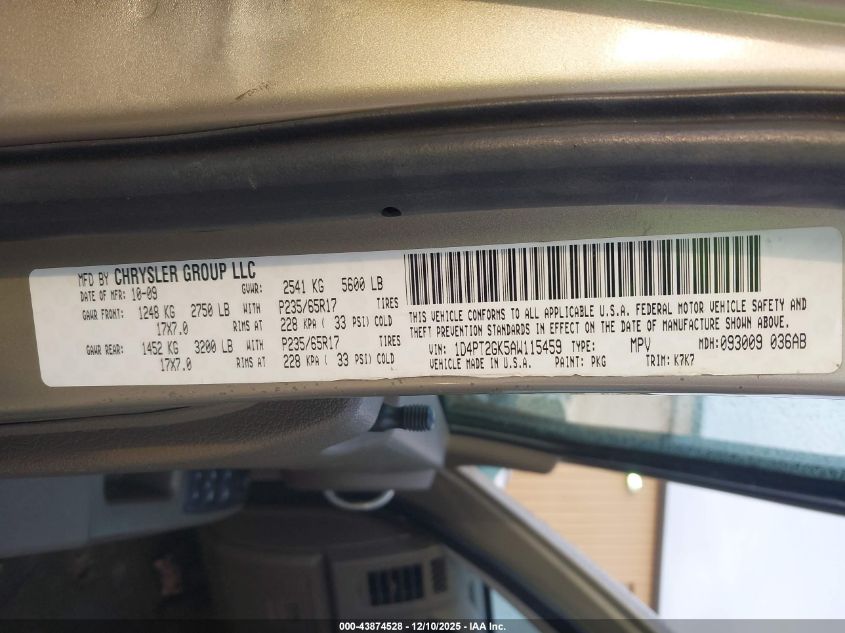 MFD BY CHRYSLER GROUP LLC
DATE OF MFR: 10-09 GVWR: 2541 KG 5600 LB
GAWR FRONT: 1248 KG 2750 LB WITH P235/65R17 TIRES
17X7.0 RIMS AT 228 KPA ( 33 PSI) COLD
GAWR REAR: 1452 KG 3200 LB WITH P235/65R17 TIRES
17X7.0 RIMS AT 228 KPA ( 33 PSI) COLD
THIS VEHICLE CONFORMS TO ALL APPLICABLE U.S.A. FEDERAL MOTOR VEHICLE SAFETY AND
THEFT PREVENTION STANDARDS IN EFFECT ON THE DATE OF MANUFACTURE SHOWN ABOVE.
VIN: 1D4PT2GK5AW115459 TYPE: MPV MDH: 093009 036AB
VEHICLE MADE IN U.S.A. PAINT: PKG TRIM: K7K7
000-43874528 - 12/10/2025 - © IAA Inc.